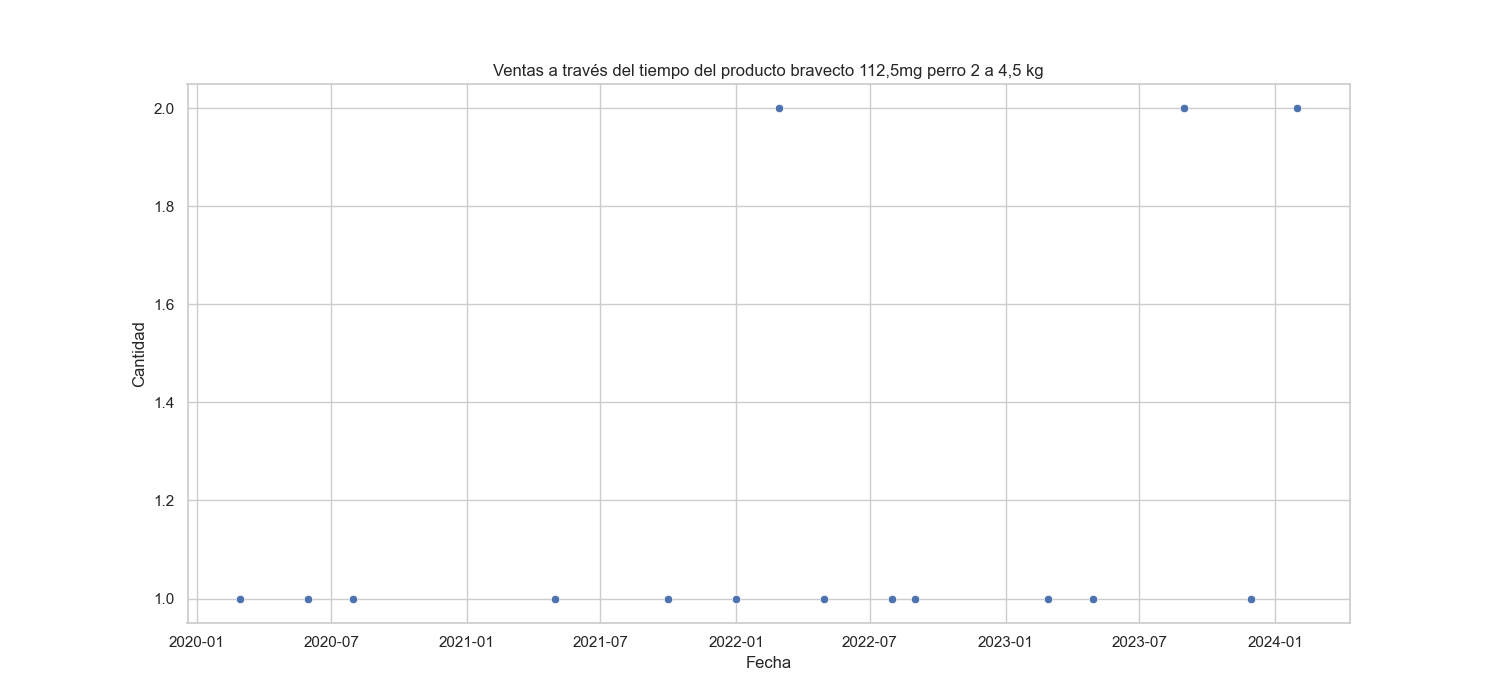 Ventas a través del tiempo del producto bravecto 112,5mg perro 2 a 4,5 kg
2.0
1.8
1.6
1.4
1.2
1.0
Cantidad
2020-01 2020-07 2021-01 2021-07 2022-01 2022-07 2023-01 2023-07 2024-01
Fecha